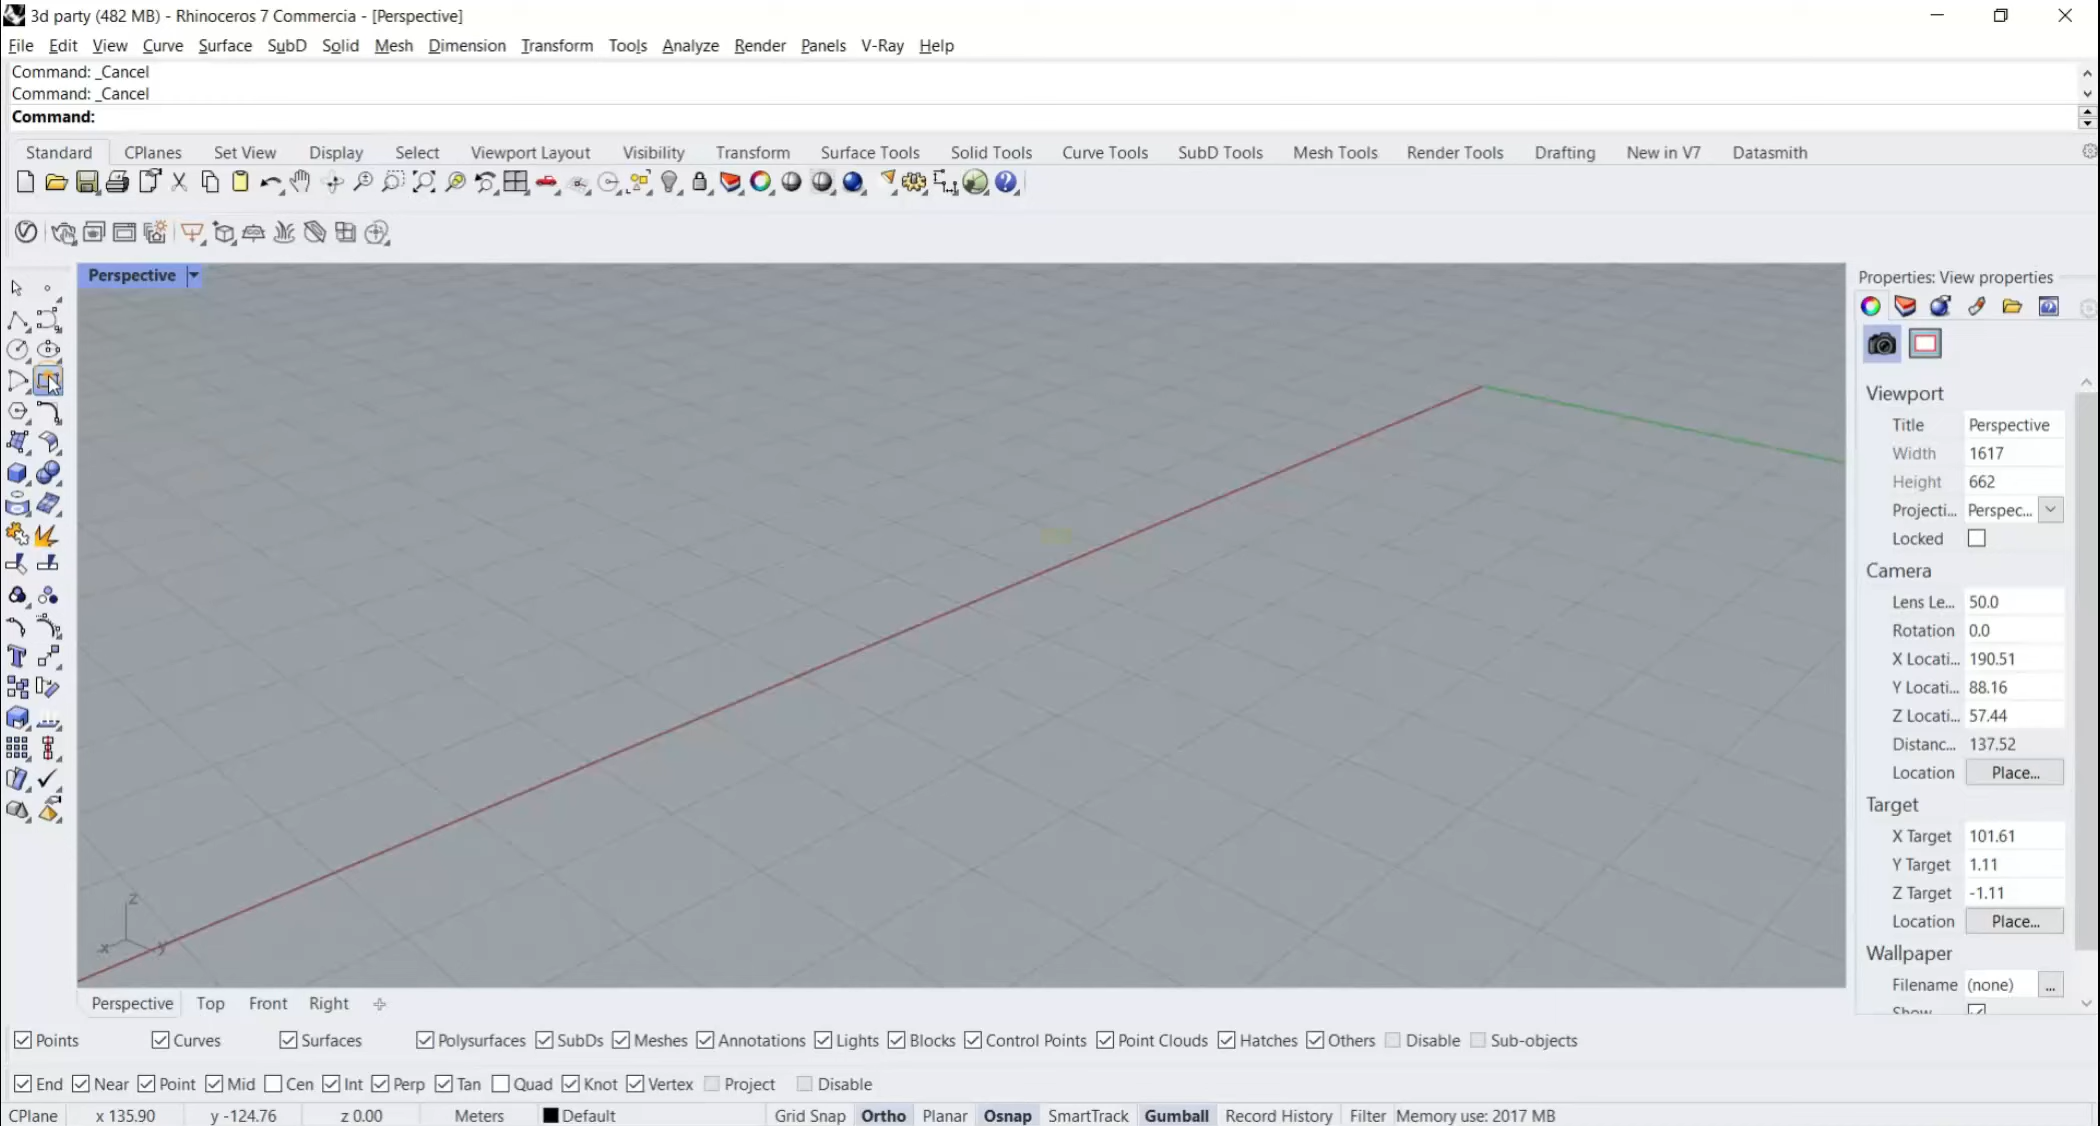 3d party (482 MB) - Rhinoceros 7 Commercia - [Perspective]
File Edit View Curve Surface SubD Solid Mesh Dimension Transform Tools Analyze Render Panels V-Ray Help
Command: _Cancel
Command: _Cancel
Command:
Standard CPlanes Set View Display Select Viewport Layout Visibility Transform Surface Tools Solid Tools Curve Tools SubD Tools Mesh Tools Render Tools Drafting New in V7 Datasmith
Perspective
Properties: View properties
Viewport
Title Perspective
Width 1617
Height 662
Projecti... Perspec...
Locked
Camera
Lens Le... 50.0
Rotation 0.0
X Locati... 190.51
Y Locati... 88.16
Z Locati... 57.44
Distanc... 137.52
Location Place...
Target
X Target 101.61
Y Target 1.11
Z Target -1.11
Location Place...
Wallpaper
Filename (none) ...
Show
z
x y
Perspective Top Front Right
Points Curves Surfaces Polysurfaces SubDs Meshes Annotations Lights Blocks Control Points Point Clouds Hatches Others Disable Sub-objects
End Near Point Mid Cen Int Perp Tan Quad Knot Vertex Project Disable
CPlane x 135.90 y -124.76 z 0.00 Meters Default Grid Snap Ortho Planar Osnap SmartTrack Gumball Record History Filter Memory use: 2017 MB